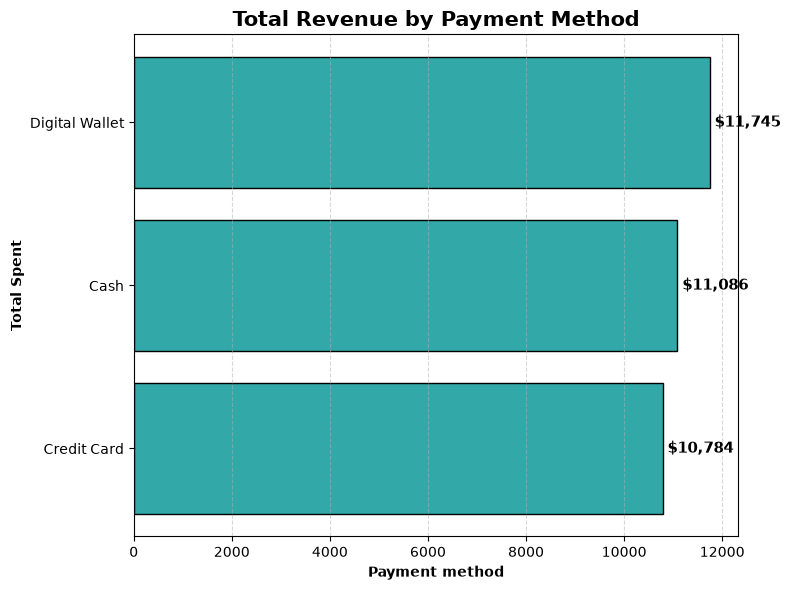 Total Revenue by Payment Method
Total Spent
Digital Wallet
$11,745
Cash
$11,086
Credit Card
$10,784
0 2000 4000 6000 8000 10000 12000
Payment method